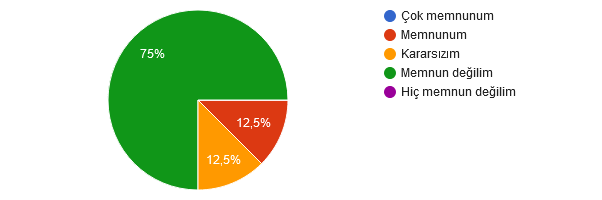 75%
12,5%
12,5%
Çok memnunum
Memnunum
Kararsızım
Memnun değilim
Hiç memnun değilim